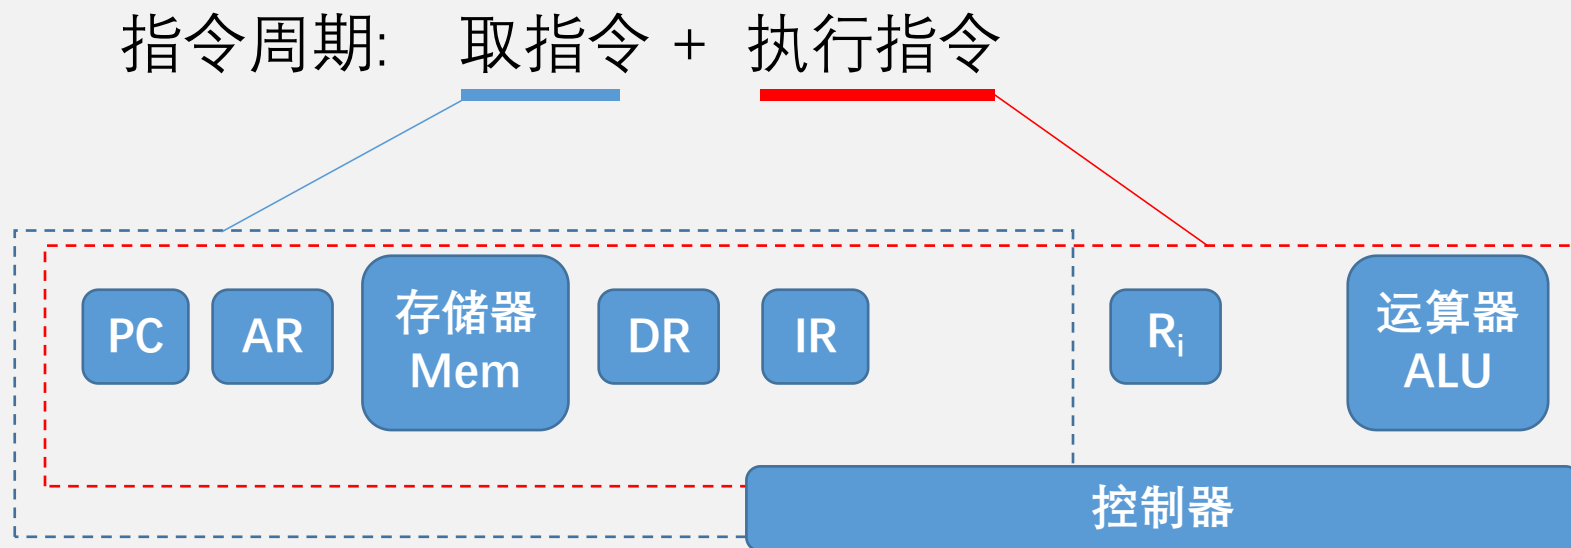 指令周期: 取指令 + 执行指令
PC
AR
存储器
Mem
DR
IR
Ri
运算器
ALU
控制器